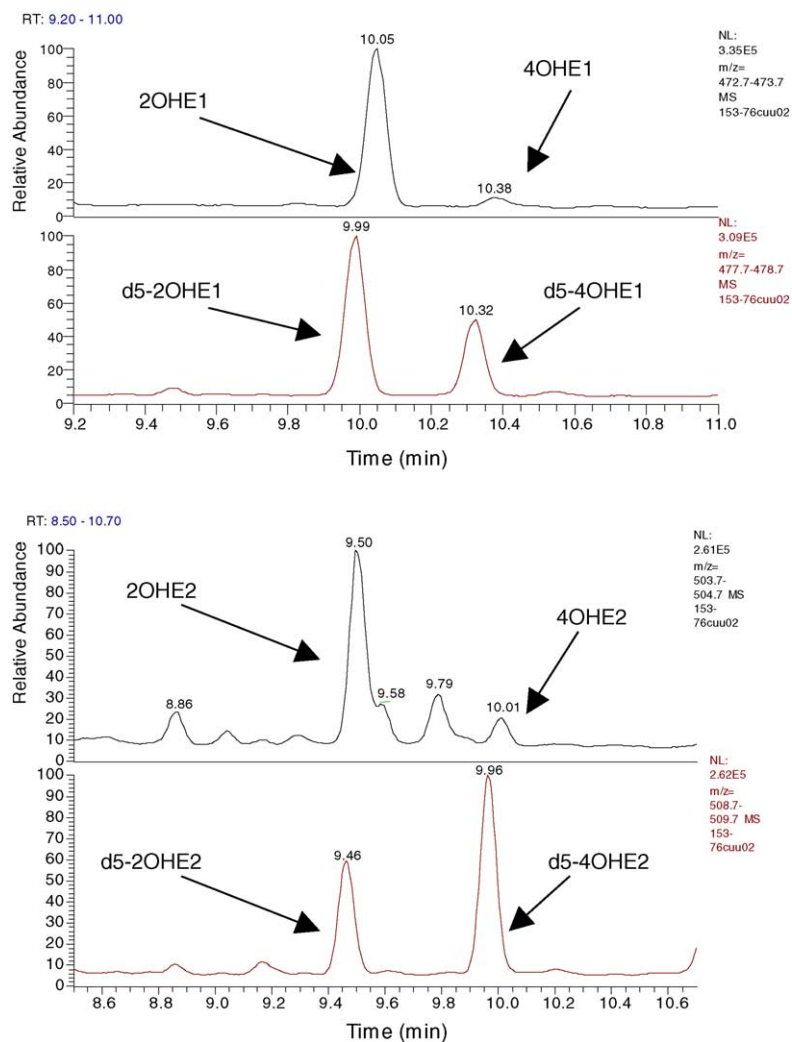 RT: 9.20 - 11.00
NL:
3.35E5
m/z=
472.7-473.7
MS
153-76cuu02
Relative Abundance
100
80
60
40
20
0
10.05
2OHE1
4OHE1
10.38
NL:
3.09E5
m/z=
477.7-478.7
MS
153-76cuu02
100
80
60
40
20
0
9.99
d5-2OHE1
10.32
d5-4OHE1
9.2 9.4 9.6 9.8 10.0 10.2 10.4 10.6 10.8 11.0
Time (min)
RT: 8.50 - 10.70
NL:
2.61E5
m/z=
503.7-
504.7 MS
153-
76cuu02
Relative Abundance
100
90
80
70
60
50
40
30
20
10
0
9.50
2OHE2
4OHE2
8.86
9.58
9.79
10.01
NL:
2.62E5
m/z=
508.7-
509.7 MS
153-
76cuu02
100
90
80
70
60
50
40
30
20
10
0
9.96
d5-2OHE2
9.46
d5-4OHE2
8.6 8.8 9.0 9.2 9.4 9.6 9.8 10.0 10.2 10.4 10.6
Time (min)